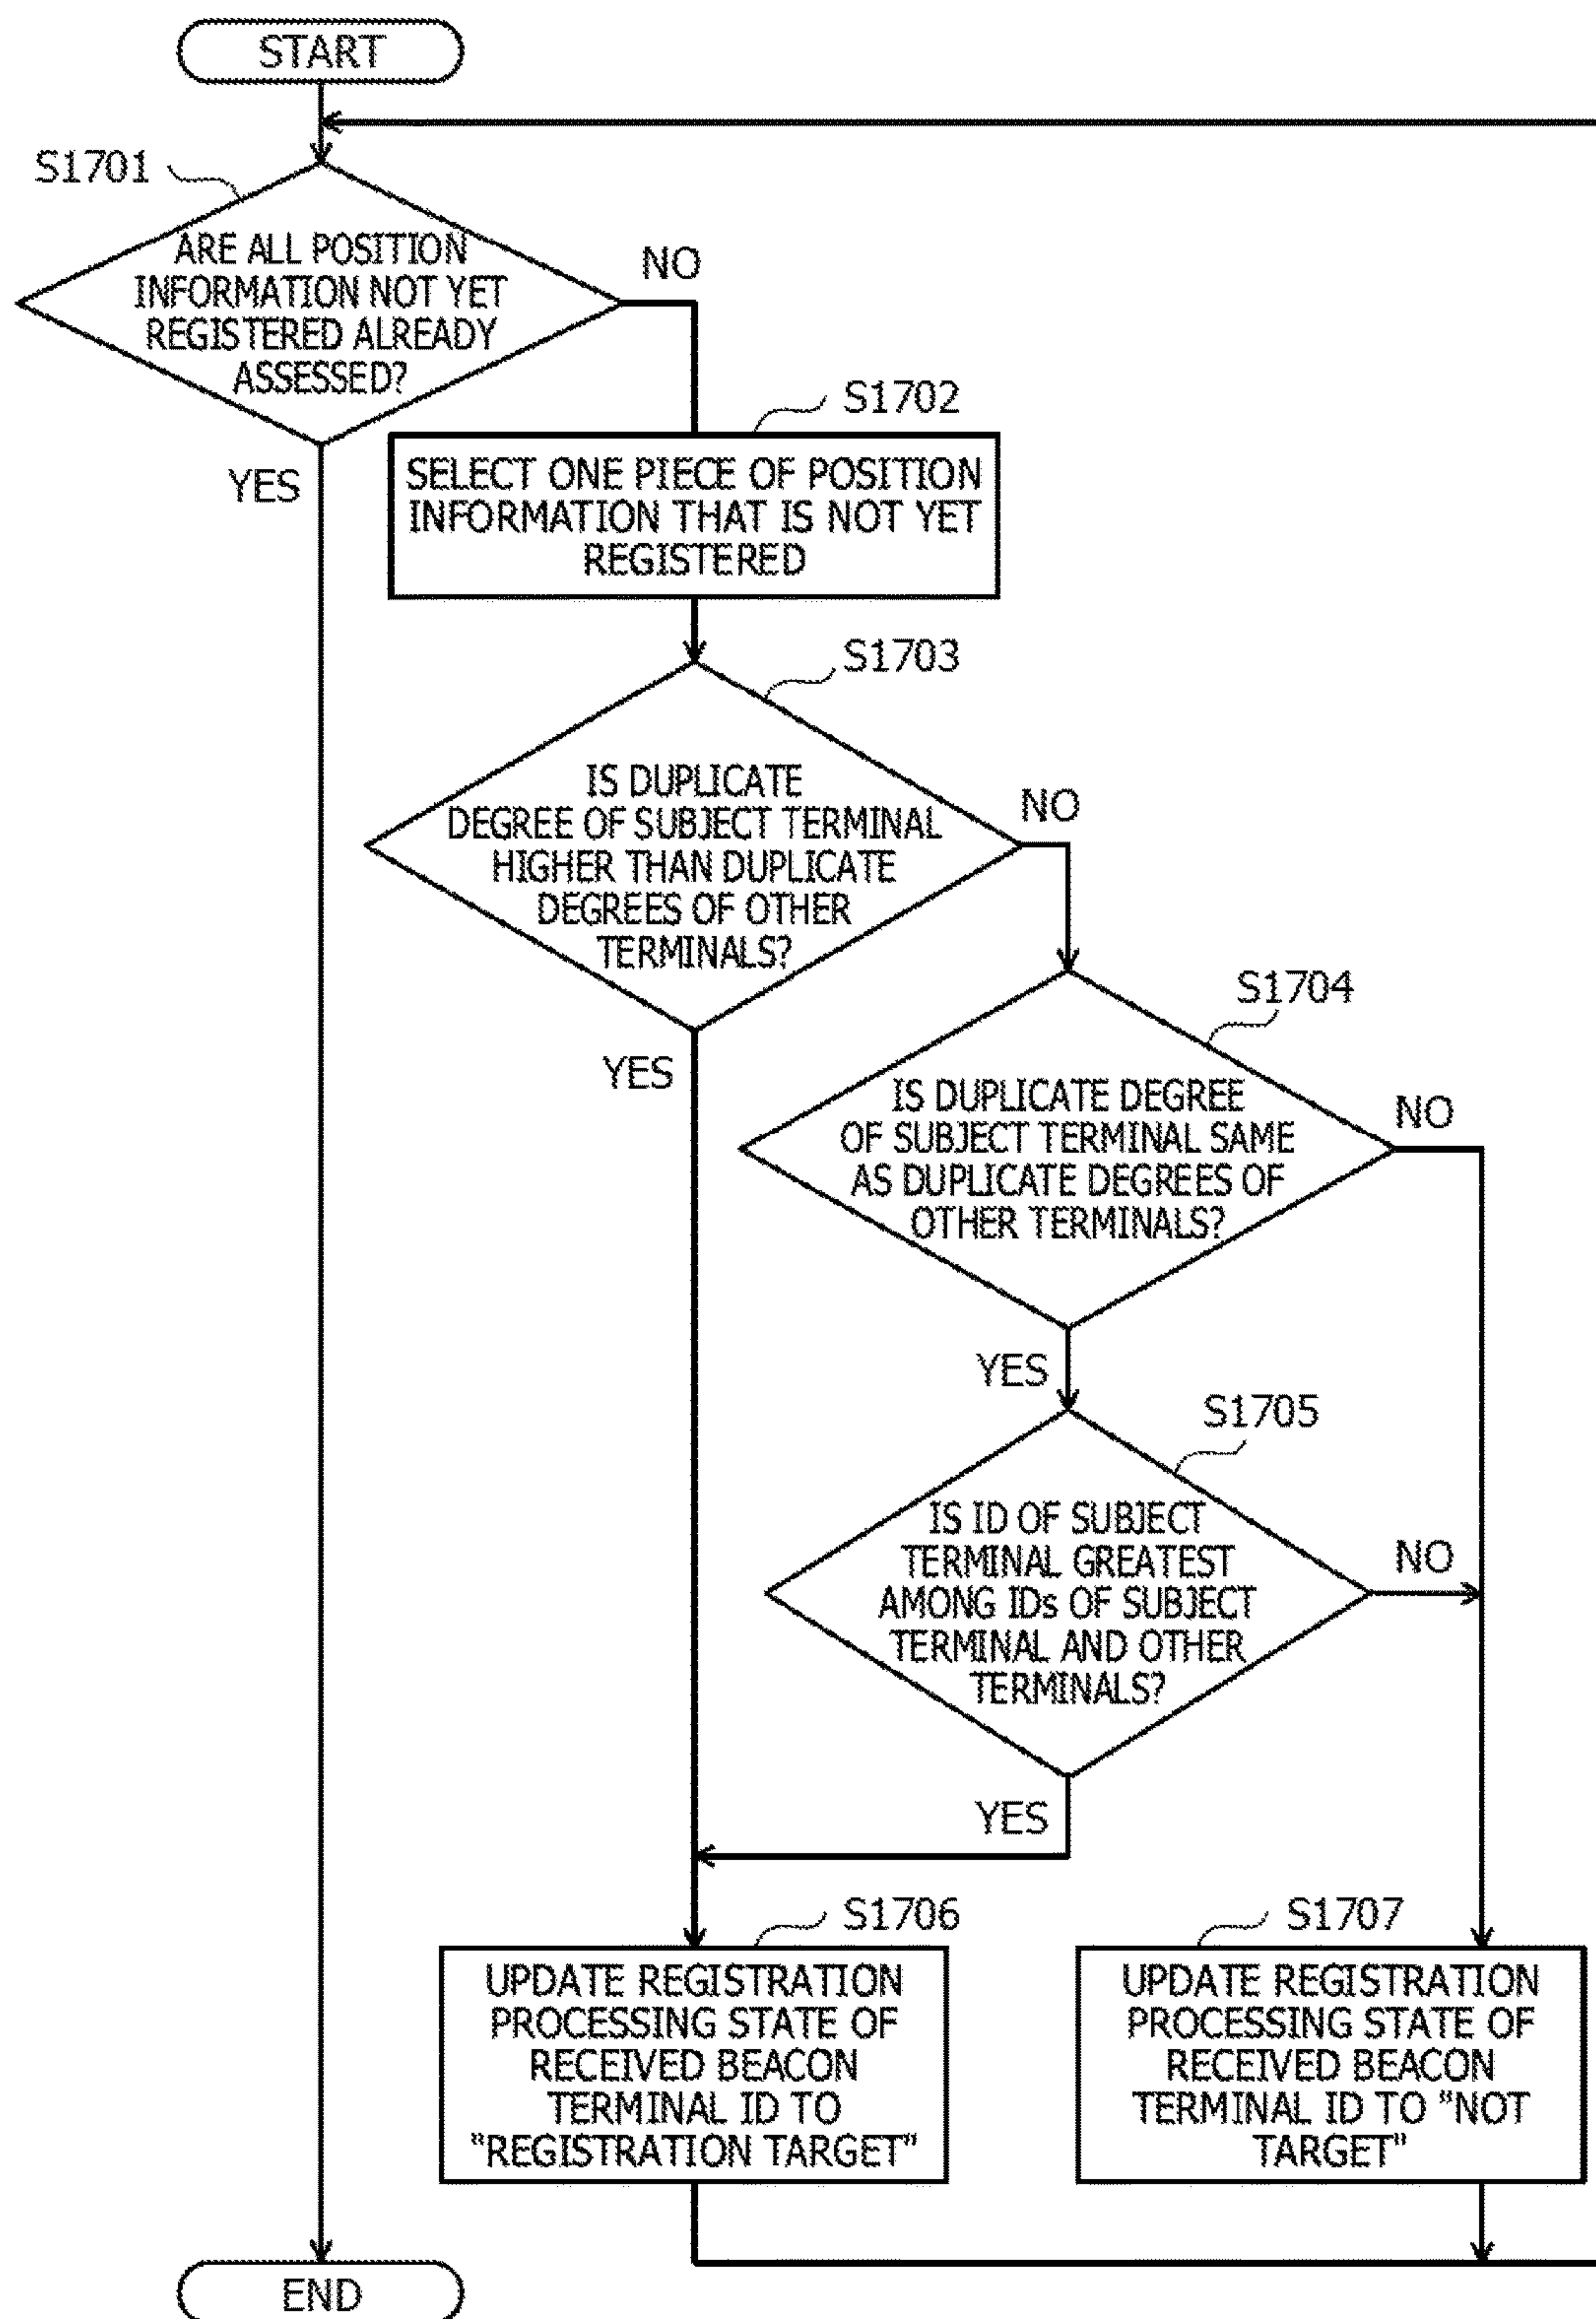 START
S1701
ARE ALL POSITION
INFORMATION NOT YET
REGISTERED ALREADY
ASSESSED?
NO
YES
S1702
SELECT ONE PIECE OF POSITION
INFORMATION THAT IS NOT YET
REGISTERED
S1703
IS DUPLICATE
DEGREE OF SUBJECT TERMINAL
HIGHER THAN DUPLICATE
DEGREES OF OTHER
TERMINALS?
NO
YES
S1704
IS DUPLICATE DEGREE
OF SUBJECT TERMINAL SAME
AS DUPLICATE DEGREES OF
OTHER TERMINALS?
NO
YES
S1705
IS ID OF SUBJECT
TERMINAL GREATEST
AMONG IDs OF SUBJECT
TERMINAL AND OTHER
TERMINALS?
NO
YES
S1706
UPDATE REGISTRATION
PROCESSING STATE OF
RECEIVED BEACON
TERMINAL ID TO
"REGISTRATION TARGET"
S1707
UPDATE REGISTRATION
PROCESSING STATE OF
RECEIVED BEACON
TERMINAL ID TO "NOT
TARGET"
END